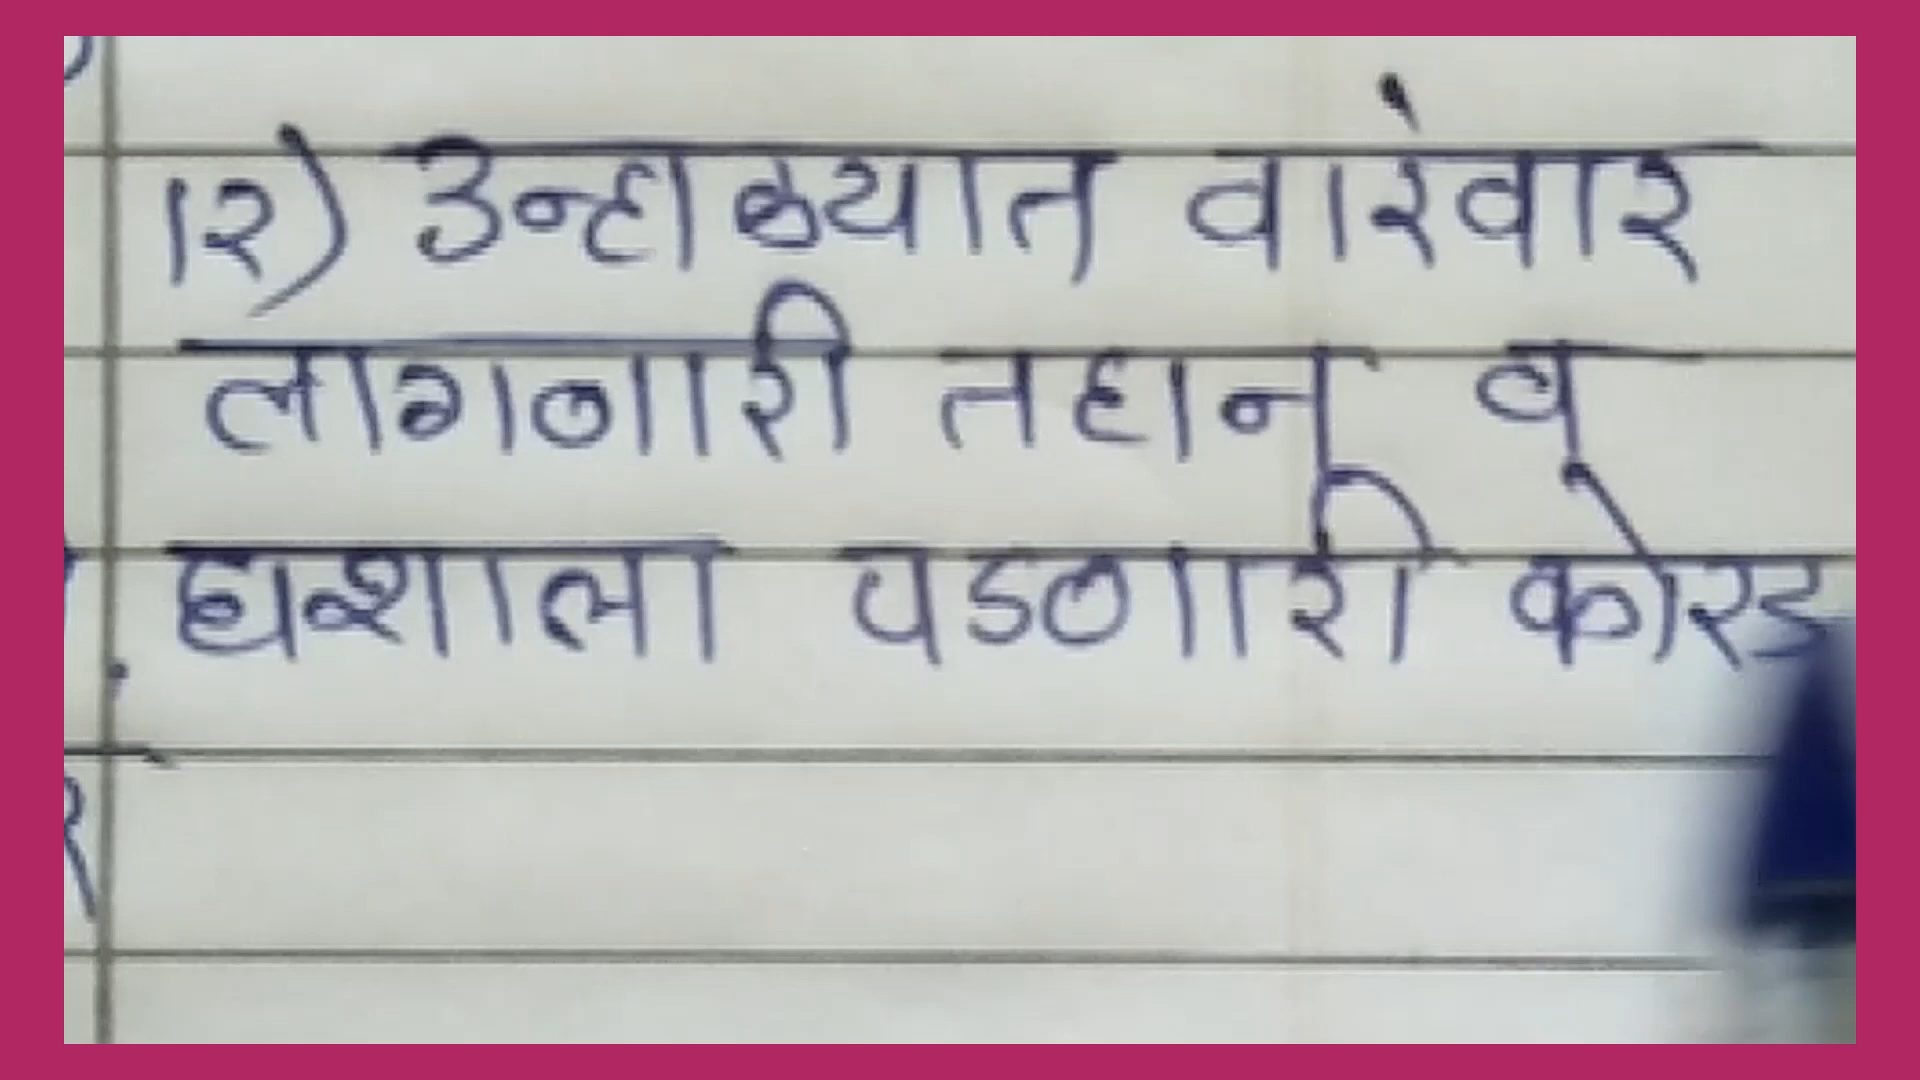 १२) उन्हाळ्यात वारंवार
लागणारी तहान व
घशाला पडणारी कोरड